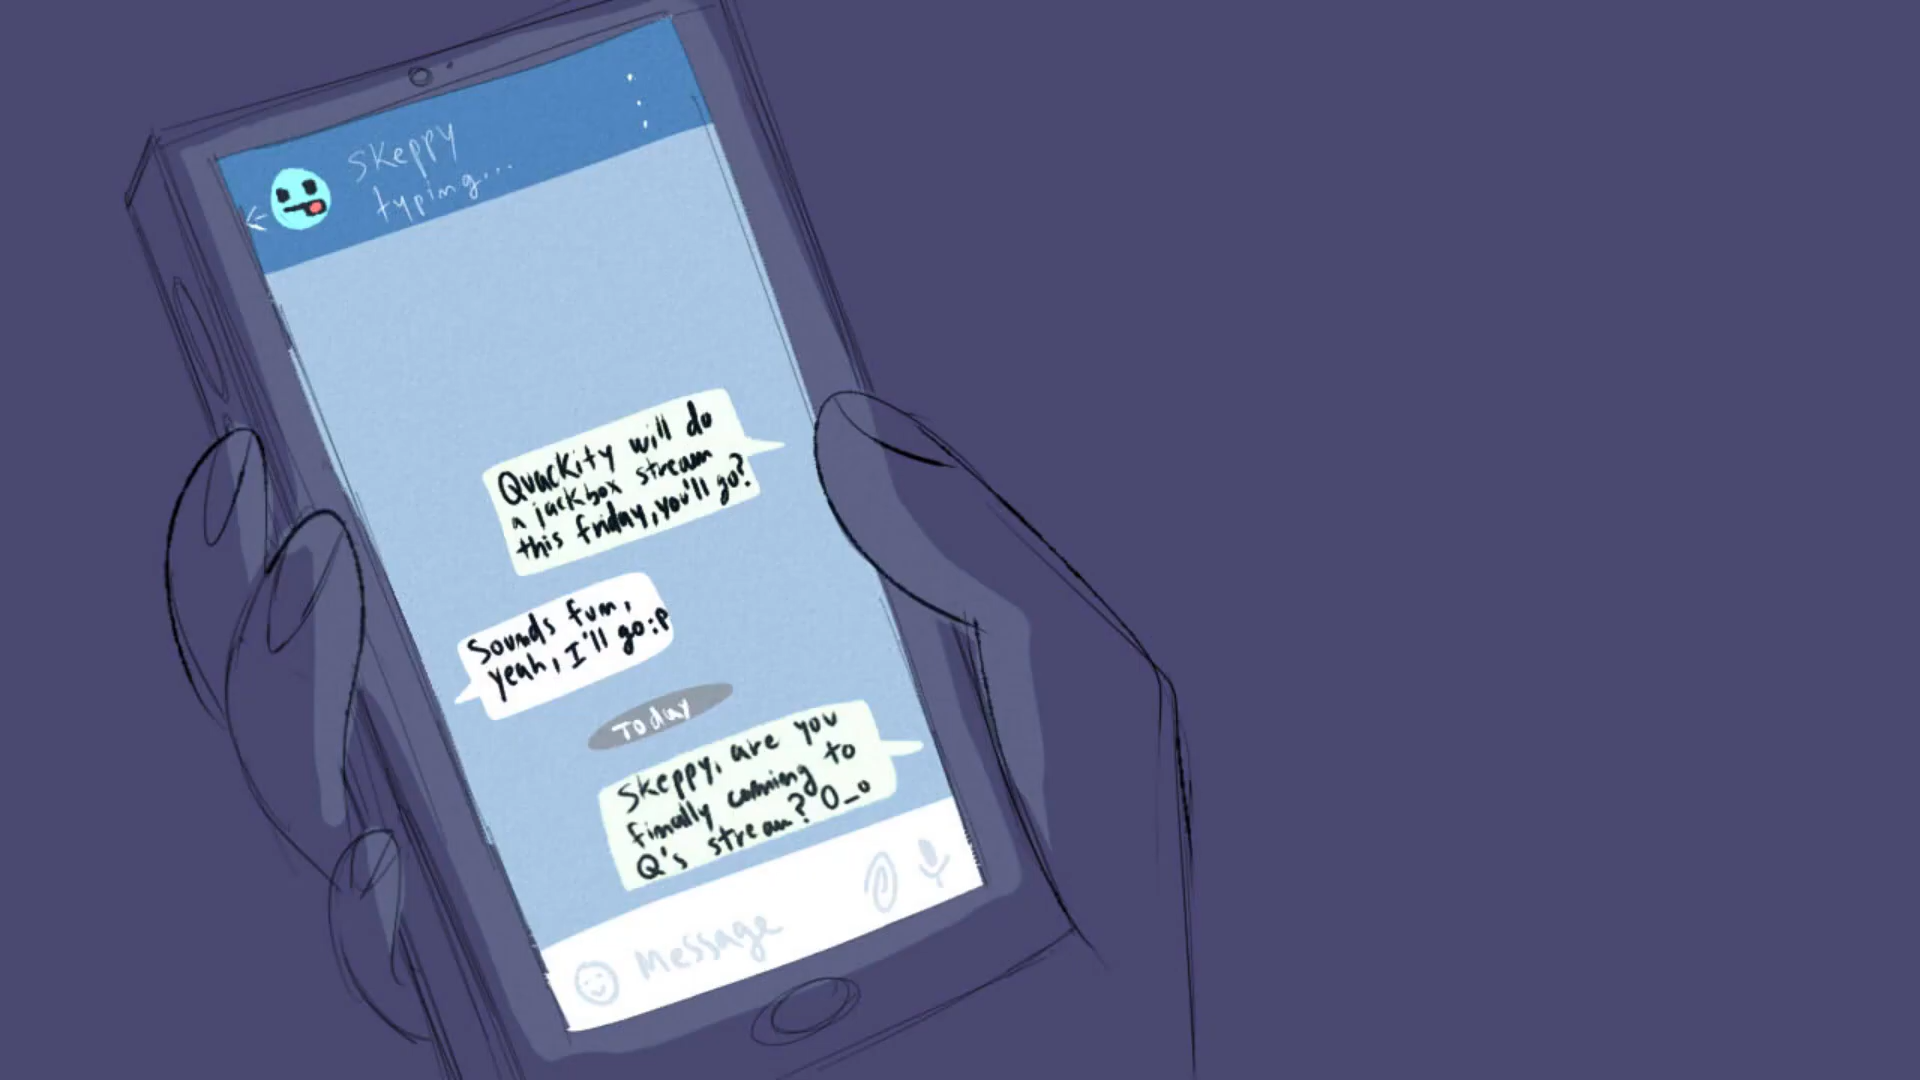 Skeppy
typing...
Quackity will do
a jackbox stream
this friday, you'll go?
Sounds fun,
yeah, I'll go :P
Today
Skeppy, are you
finally coming to
Q's stream? O_o
Message